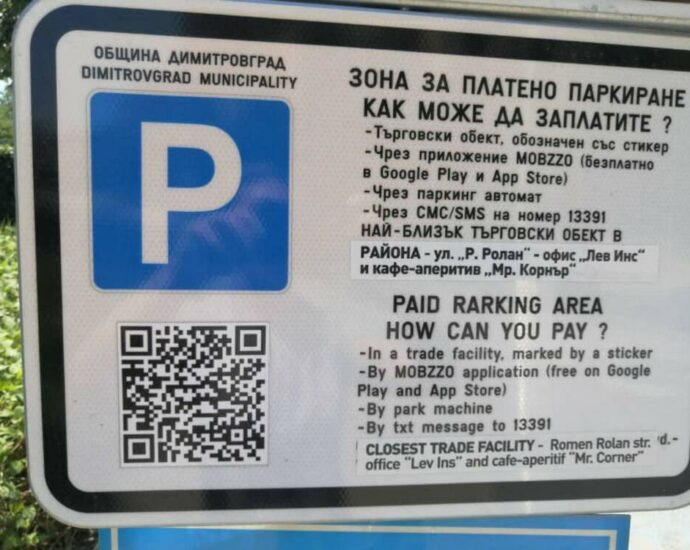 ОБЩИНА ДИМИТРОВГРАД
DIMITROVGRAD MUNICIPALITY
P
ЗОНА ЗА ПЛАТЕНО ПАРКИРАНЕ
КАК МОЖЕ ДА ЗАПЛАТИТЕ ?
-Търговски обект, обозначен със стикер
-Чрез приложение MOBZZO (безплатно
в Google Play и App Store)
-Чрез паркинг автомат
-Чрез СМС/SMS на номер 13391
НАЙ-БЛИЗЪК ТЪРГОВСКИ ОБЕКТ В
РАЙОНА - ул. „Р. Ролан" - офис „Лев Инс"
и кафе-аперитив „Мр. Корнър"
PAID RARKING AREA
HOW CAN YOU PAY ?
-In a trade facility, marked by a sticker
-By MOBZZO application (free on Google
Play and App Store)
-By park machine
-By txt message to 13391
CLOSEST TRADE FACILITY - Romen Rolan str. -
office "Lev Ins" and cafe-aperitif "Mr. Corner"